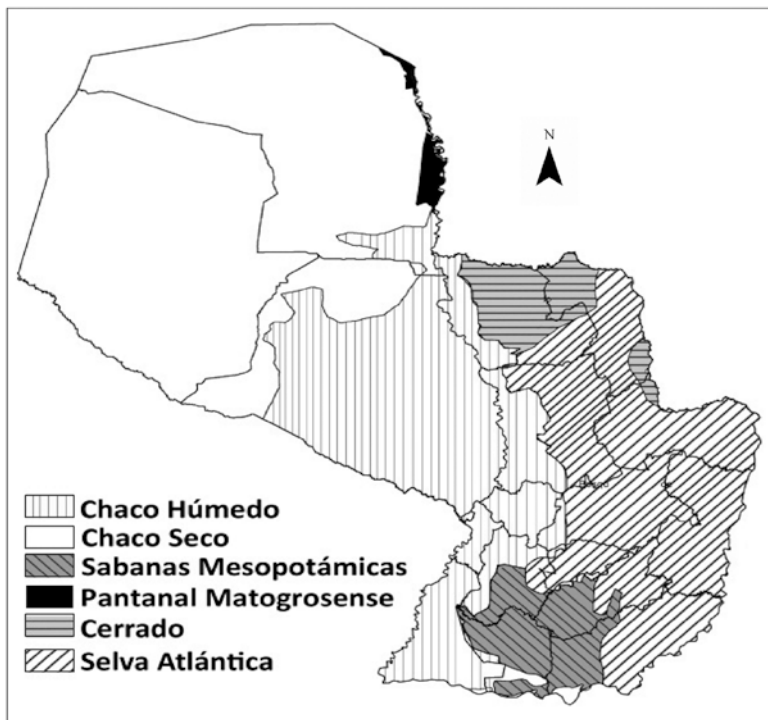 N
Chaco Húmedo
Chaco Seco
Sabanas Mesopotámicas
Pantanal Matogrosense
Cerrado
Selva Atlántica